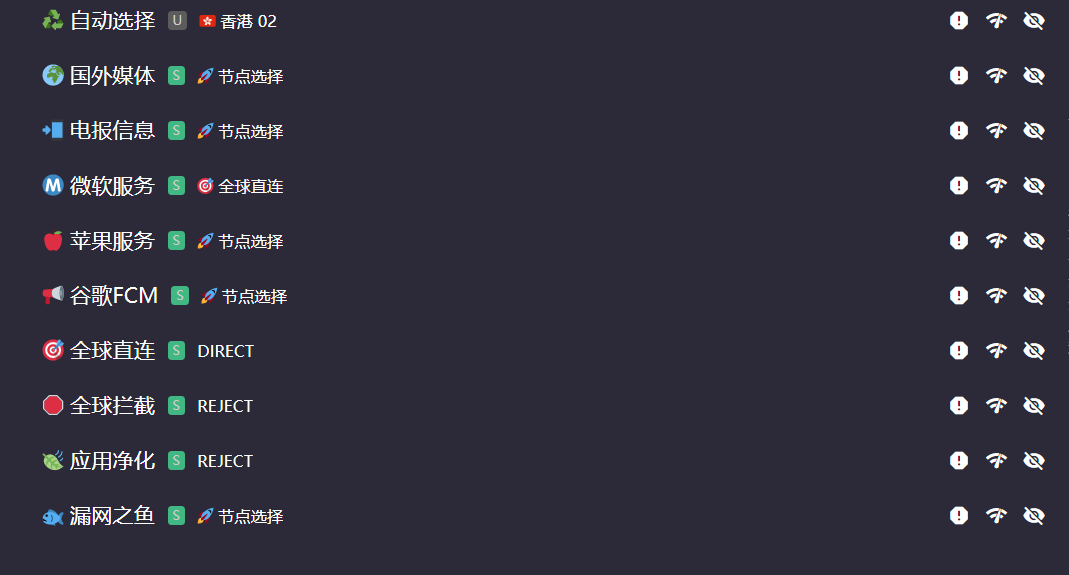 自动选择 U 香港 02
国外媒体 S 节点选择
电报信息 S 节点选择
微软服务 S 全球直连
苹果服务 S 节点选择
谷歌FCM S 节点选择
全球直连 S DIRECT
全球拦截 S REJECT
应用净化 S REJECT
漏网之鱼 S 节点选择